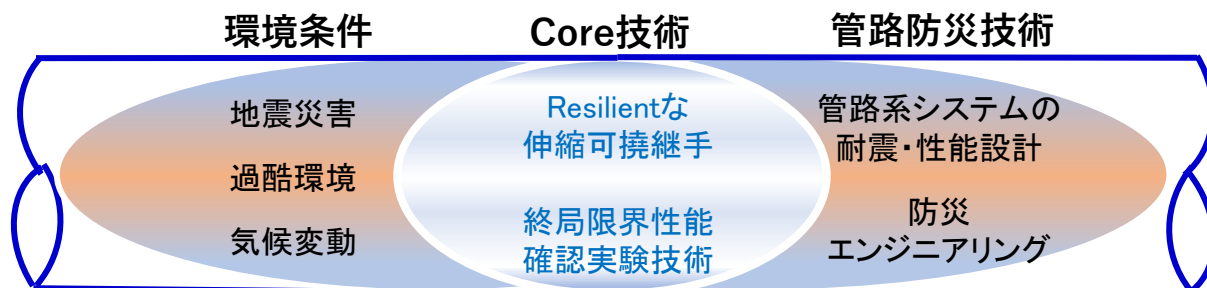 環境条件
Core技術
管路防災技術
地震災害
過酷環境
気候変動
Resilientな
伸縮可撓継手
終局限界性能
確認実験技術
管路系システムの
耐震・性能設計
防災
エンジニアリング